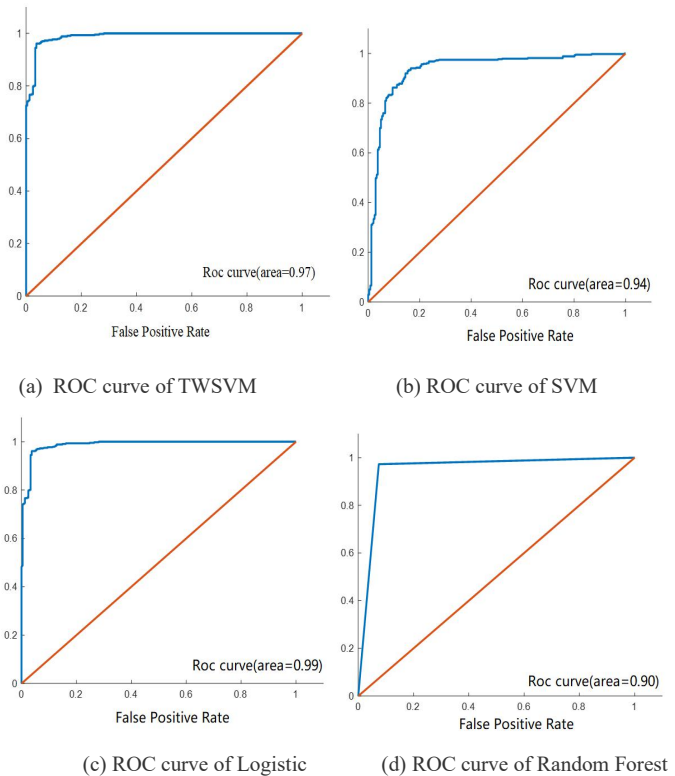 1
0.8
0.6
0.4
0.2
0
Roc curve(area=0.97)
0 0.2 0.4 0.6 0.8 1
False Positive Rate
(a) ROC curve of TWSVM
1
0.8
0.6
0.4
0.2
0
Roc curve(area=0.94)
0 0.2 0.4 0.6 0.8 1
False Positive Rate
(b) ROC curve of SVM
1
0.8
0.6
0.4
0.2
0
Roc curve(area=0.99)
0 0.2 0.4 0.6 0.8 1
False Positive Rate
(c) ROC curve of Logistic
1
0.8
0.6
0.4
0.2
0
Roc curve(area=0.90)
0 0.2 0.4 0.6 0.8 1
False Positive Rate
(d) ROC curve of Random Forest